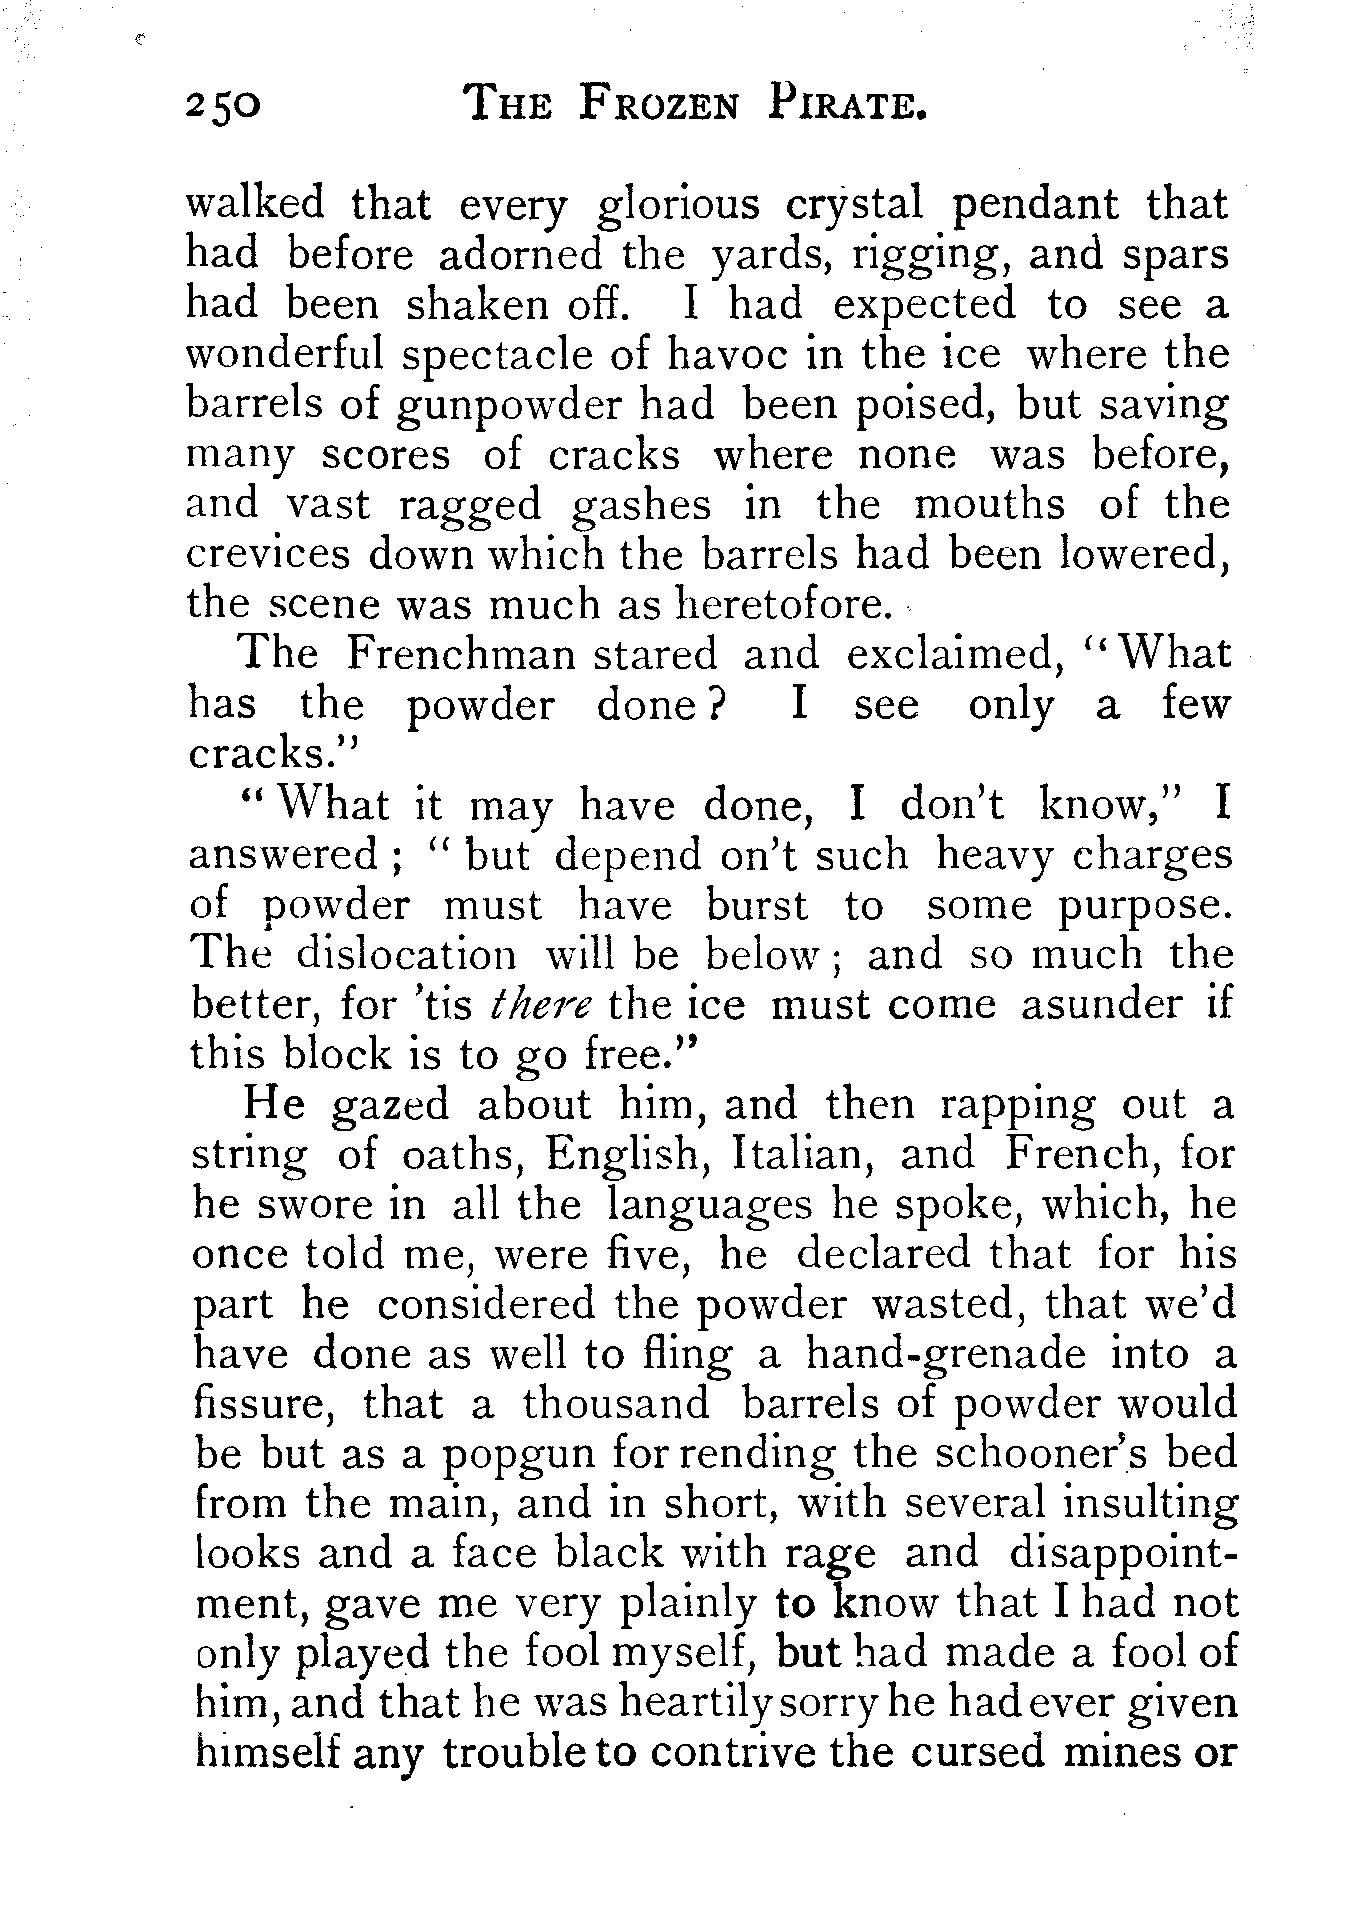 250 THE FROZEN PIRATE.
walked that every glorious crystal pendant that
had before adorned the yards, rigging, and spars
had been shaken off. I had expected to see a
wonderful spectacle of havoc in the ice where the
barrels of gunpowder had been poised, but saving
many scores of cracks where none was before,
and vast ragged gashes in the mouths of the
crevices down which the barrels had been lowered,
the scene was much as heretofore.
The Frenchman stared and exclaimed, "What
has the powder done? I see only a few
cracks."
"What it may have done, I don't know," I
answered; "but depend on't such heavy charges
of powder must have burst to some purpose.
The dislocation will be below; and so much the
better, for 'tis there the ice must come asunder if
this block is to go free."
He gazed about him, and then rapping out a
string of oaths, English, Italian, and French, for
he swore in all the languages he spoke, which, he
once told me, were five, he declared that for his
part he considered the powder wasted, that we'd
have done as well to fling a hand-grenade into a
fissure, that a thousand barrels of powder would
be but as a popgun for rending the schooner's bed
from the main, and in short, with several insulting
looks and a face black with rage and disappoint-
ment, gave me very plainly to know that I had not
only played the fool myself, but had made a fool of
him, and that he was heartily sorry he had ever given
himself any trouble to contrive the cursed mines or